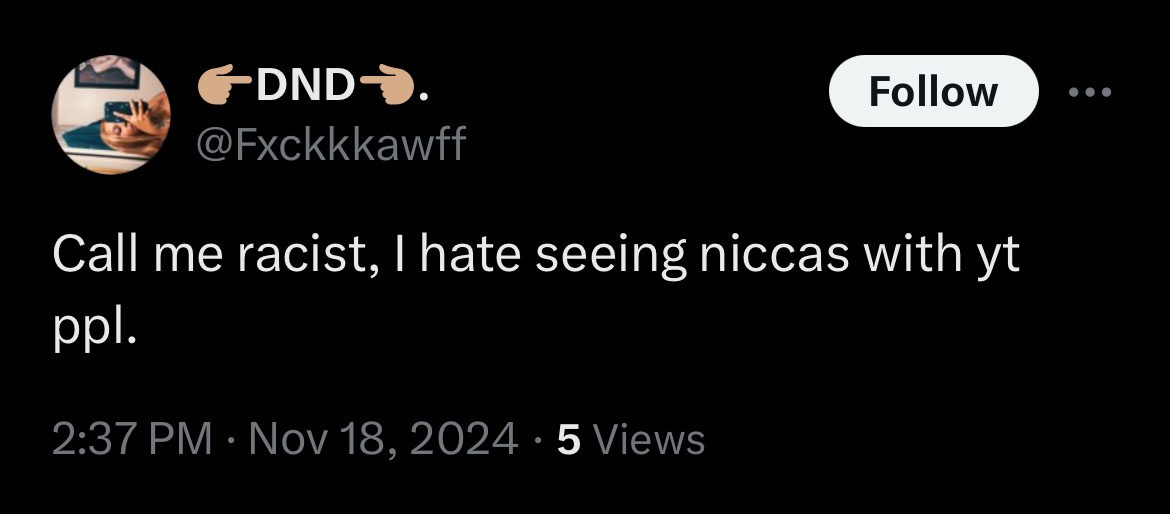 👉🏽DND👈🏽.
@Fxckkkawff
Follow
Call me racist, I hate seeing niccas with yt
ppl.
2:37 PM · Nov 18, 2024 · 5 Views